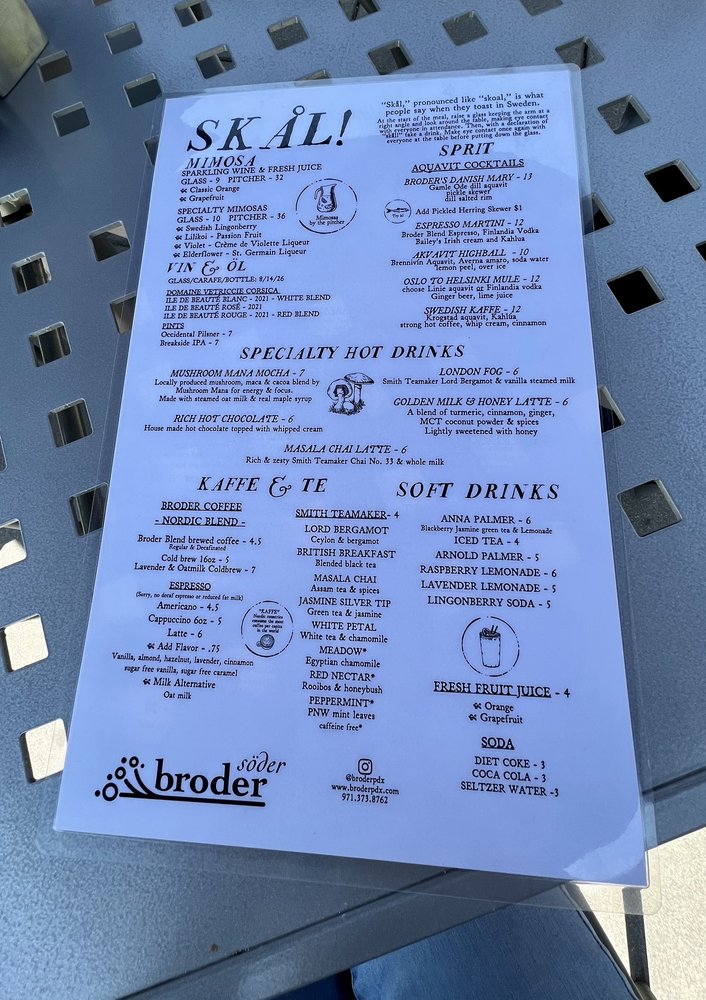 SKÅL!
"Skål," pronounced like "skoal," is what
people say when they toast in Sweden.
At the start of the meal, raise a glass keeping the arm at a
right angle and look around the table, making eye contact
with everyone in attendance. Then, with a declaration of
"skål!" take a drink. Make eye contact once again with
everyone at the table before putting down the glass.
MIMOSA
SPARKLING WINE & FRESH JUICE
GLASS - 9 PITCHER - 32
Classic Orange
Grapefruit
SPECIALTY MIMOSAS
GLASS - 10 PITCHER - 36
Swedish Lingonberry
Lilikoi - Passion Fruit
Violet - Crème de Violette Liqueur
Elderflower - St. Germain Liqueur
Mimosas
by the pitcher
VIN & ÖL
GLASS/CARAFE/BOTTLE: 8/14/26
DOMAINE VETRICCIE CORSICA
ILE DE BEAUTÉ BLANC - 2021 - WHITE BLEND
ILE DE BEAUTÉ ROSÉ - 2021
ILE DE BEAUTÉ ROUGE - 2021 - RED BLEND
PINTS
Occidental Pilsner - 7
Breakside IPA - 7
SPRIT
AQUAVIT COCKTAILS
BRODER'S DANISH MARY - 13
Gamle Ode dill aquavit
pickle skewer
dill salted rim
Try it!
Add Pickled Herring Skewer $1
ESPRESSO MARTINI - 12
Broder Blend Espresso, Finlandia Vodka
Bailey's Irish cream and Kahlua
AKVAVIT HIGHBALL - 10
Brennivin Aquavit, Averna amaro, soda water
lemon peel, over ice
OSLO TO HELSINKI MULE - 12
choose Linie aquavit or Finlandia vodka
Ginger beer, lime juice
SWEDISH KAFFE - 12
Krogstad aquavit, Kahlúa
strong hot coffee, whip cream, cinnamon
SPECIALTY HOT DRINKS
MUSHROOM MANA MOCHA - 7
Locally produced mushroom, maca & cacoa blend by
Mushroom Mana for energy & focus.
Made with steamed oat milk & real maple syrup
RICH HOT CHOCOLATE - 6
House made hot chocolate topped with whipped cream
LONDON FOG - 6
Smith Teamaker Lord Bergamot & vanilla steamed milk
GOLDEN MILK & HONEY LATTE - 6
A blend of turmeric, cinnamon, ginger,
MCT coconut powder & spices
Lightly sweetened with honey
MASALA CHAI LATTE - 6
Rich & zesty Smith Teamaker Chai No. 33 & whole milk
KAFFE & TE
BRODER COFFEE
- NORDIC BLEND -
Broder Blend brewed coffee - 4.5
Regular & Decafinated
Cold brew 16oz - 5
Lavender & Oatmilk Coldbrew - 7
ESPRESSO
(Sorry, no decaf espresso or reduced fat milk)
Americano - 4.5
Cappuccino 6oz - 5
Latte - 6
Add Flavor - .75
Vanilla, almond, hazelnut, lavender, cinnamon
sugar free vanilla, sugar free caramel
Milk Alternative
Oat milk
"KAFFE"
Nordic countries
consume the most
coffee per capita
in the world
SMITH TEAMAKER- 4
LORD BERGAMOT
Ceylon & bergamot
BRITISH BREAKFAST
Blended black tea
MASALA CHAI
Assam tea & spices
JASMINE SILVER TIP
Green tea & jasmine
WHITE PETAL
White tea & chamomile
MEADOW*
Egyptian chamomile
RED NECTAR*
Rooibos & honeybush
PEPPERMINT*
PNW mint leaves
caffeine free*
SOFT DRINKS
ANNA PALMER - 6
Blackberry Jasmine green tea & Lemonade
ICED TEA - 4
ARNOLD PALMER - 5
RASPBERRY LEMONADE - 6
LAVENDER LEMONADE - 5
LINGONBERRY SODA - 5
FRESH FRUIT JUICE - 4
Orange
Grapefruit
SODA
DIET COKE - 3
COCA COLA - 3
SELTZER WATER -3
söder
broder
@broderpdx
www.broderpdx.com
971.373.8762